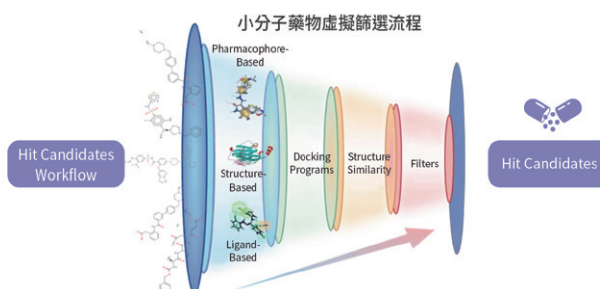 小分子藥物虛擬篩選流程
Pharmacophore-
Based
Structure-
Based
Ligand-
Based
Hit Candidates
Workflow
Docking
Programs
Structure
Similarity
Filters
Hit Candidates